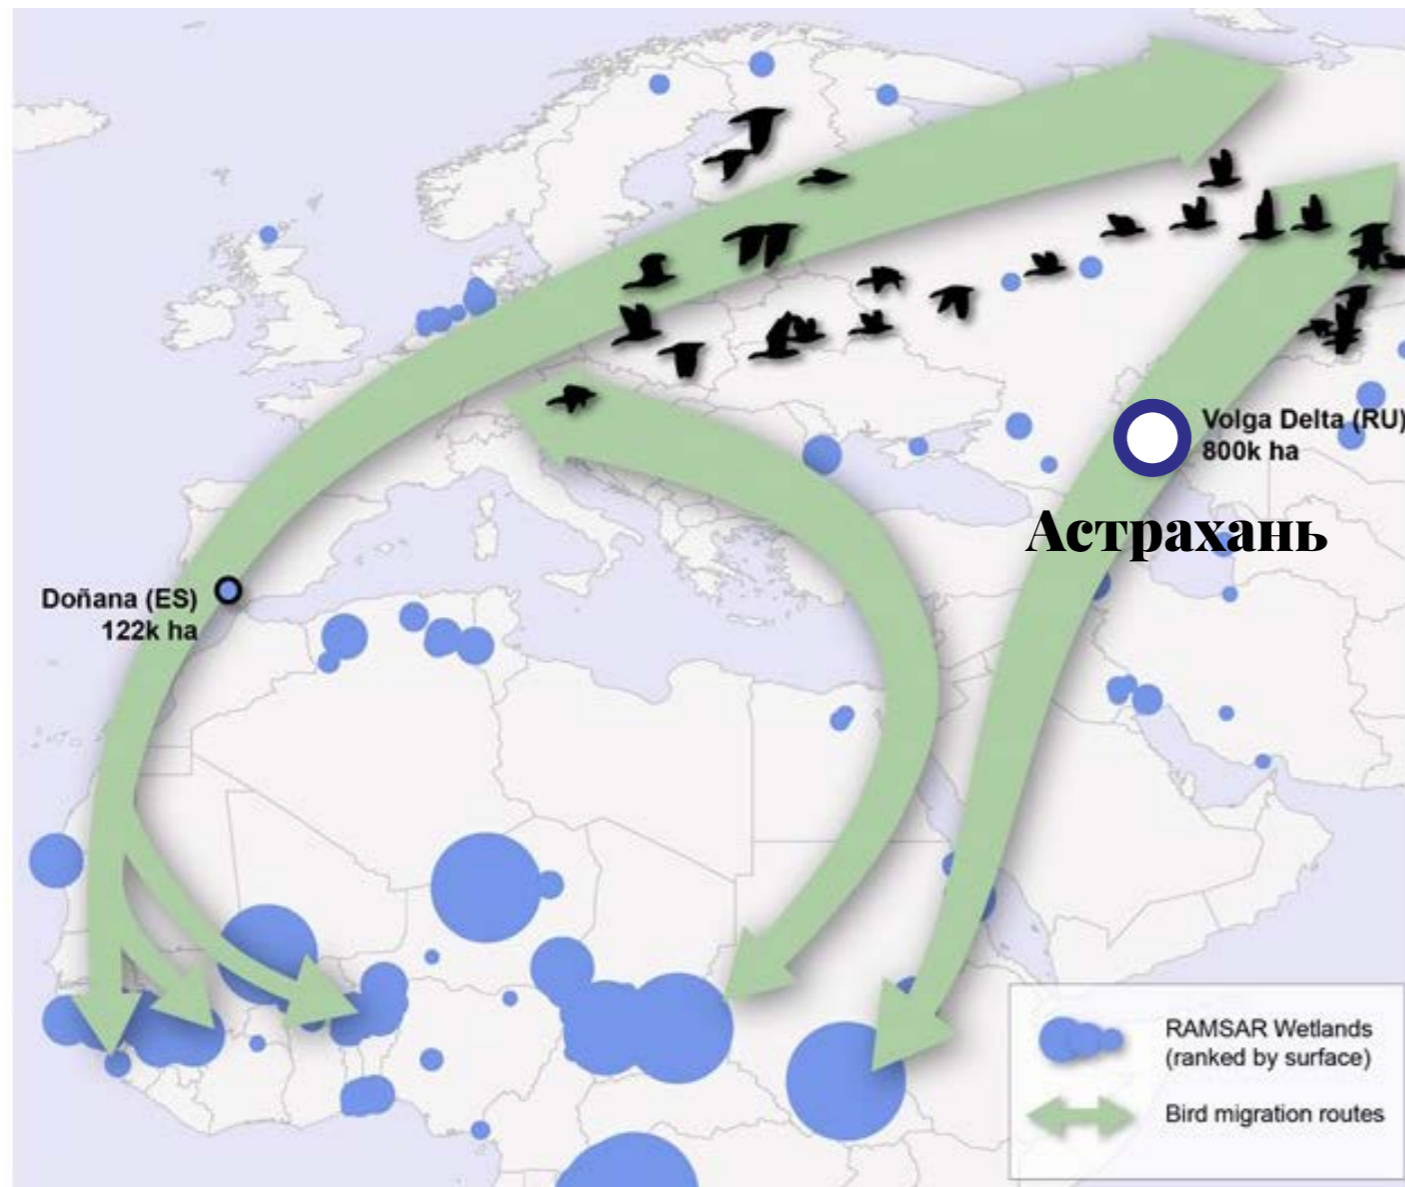 Volga Delta (RU)
800k ha
Астрахань
Doñana (ES)
122k ha
RAMSAR Wetlands
(ranked by surface)
Bird migration routes